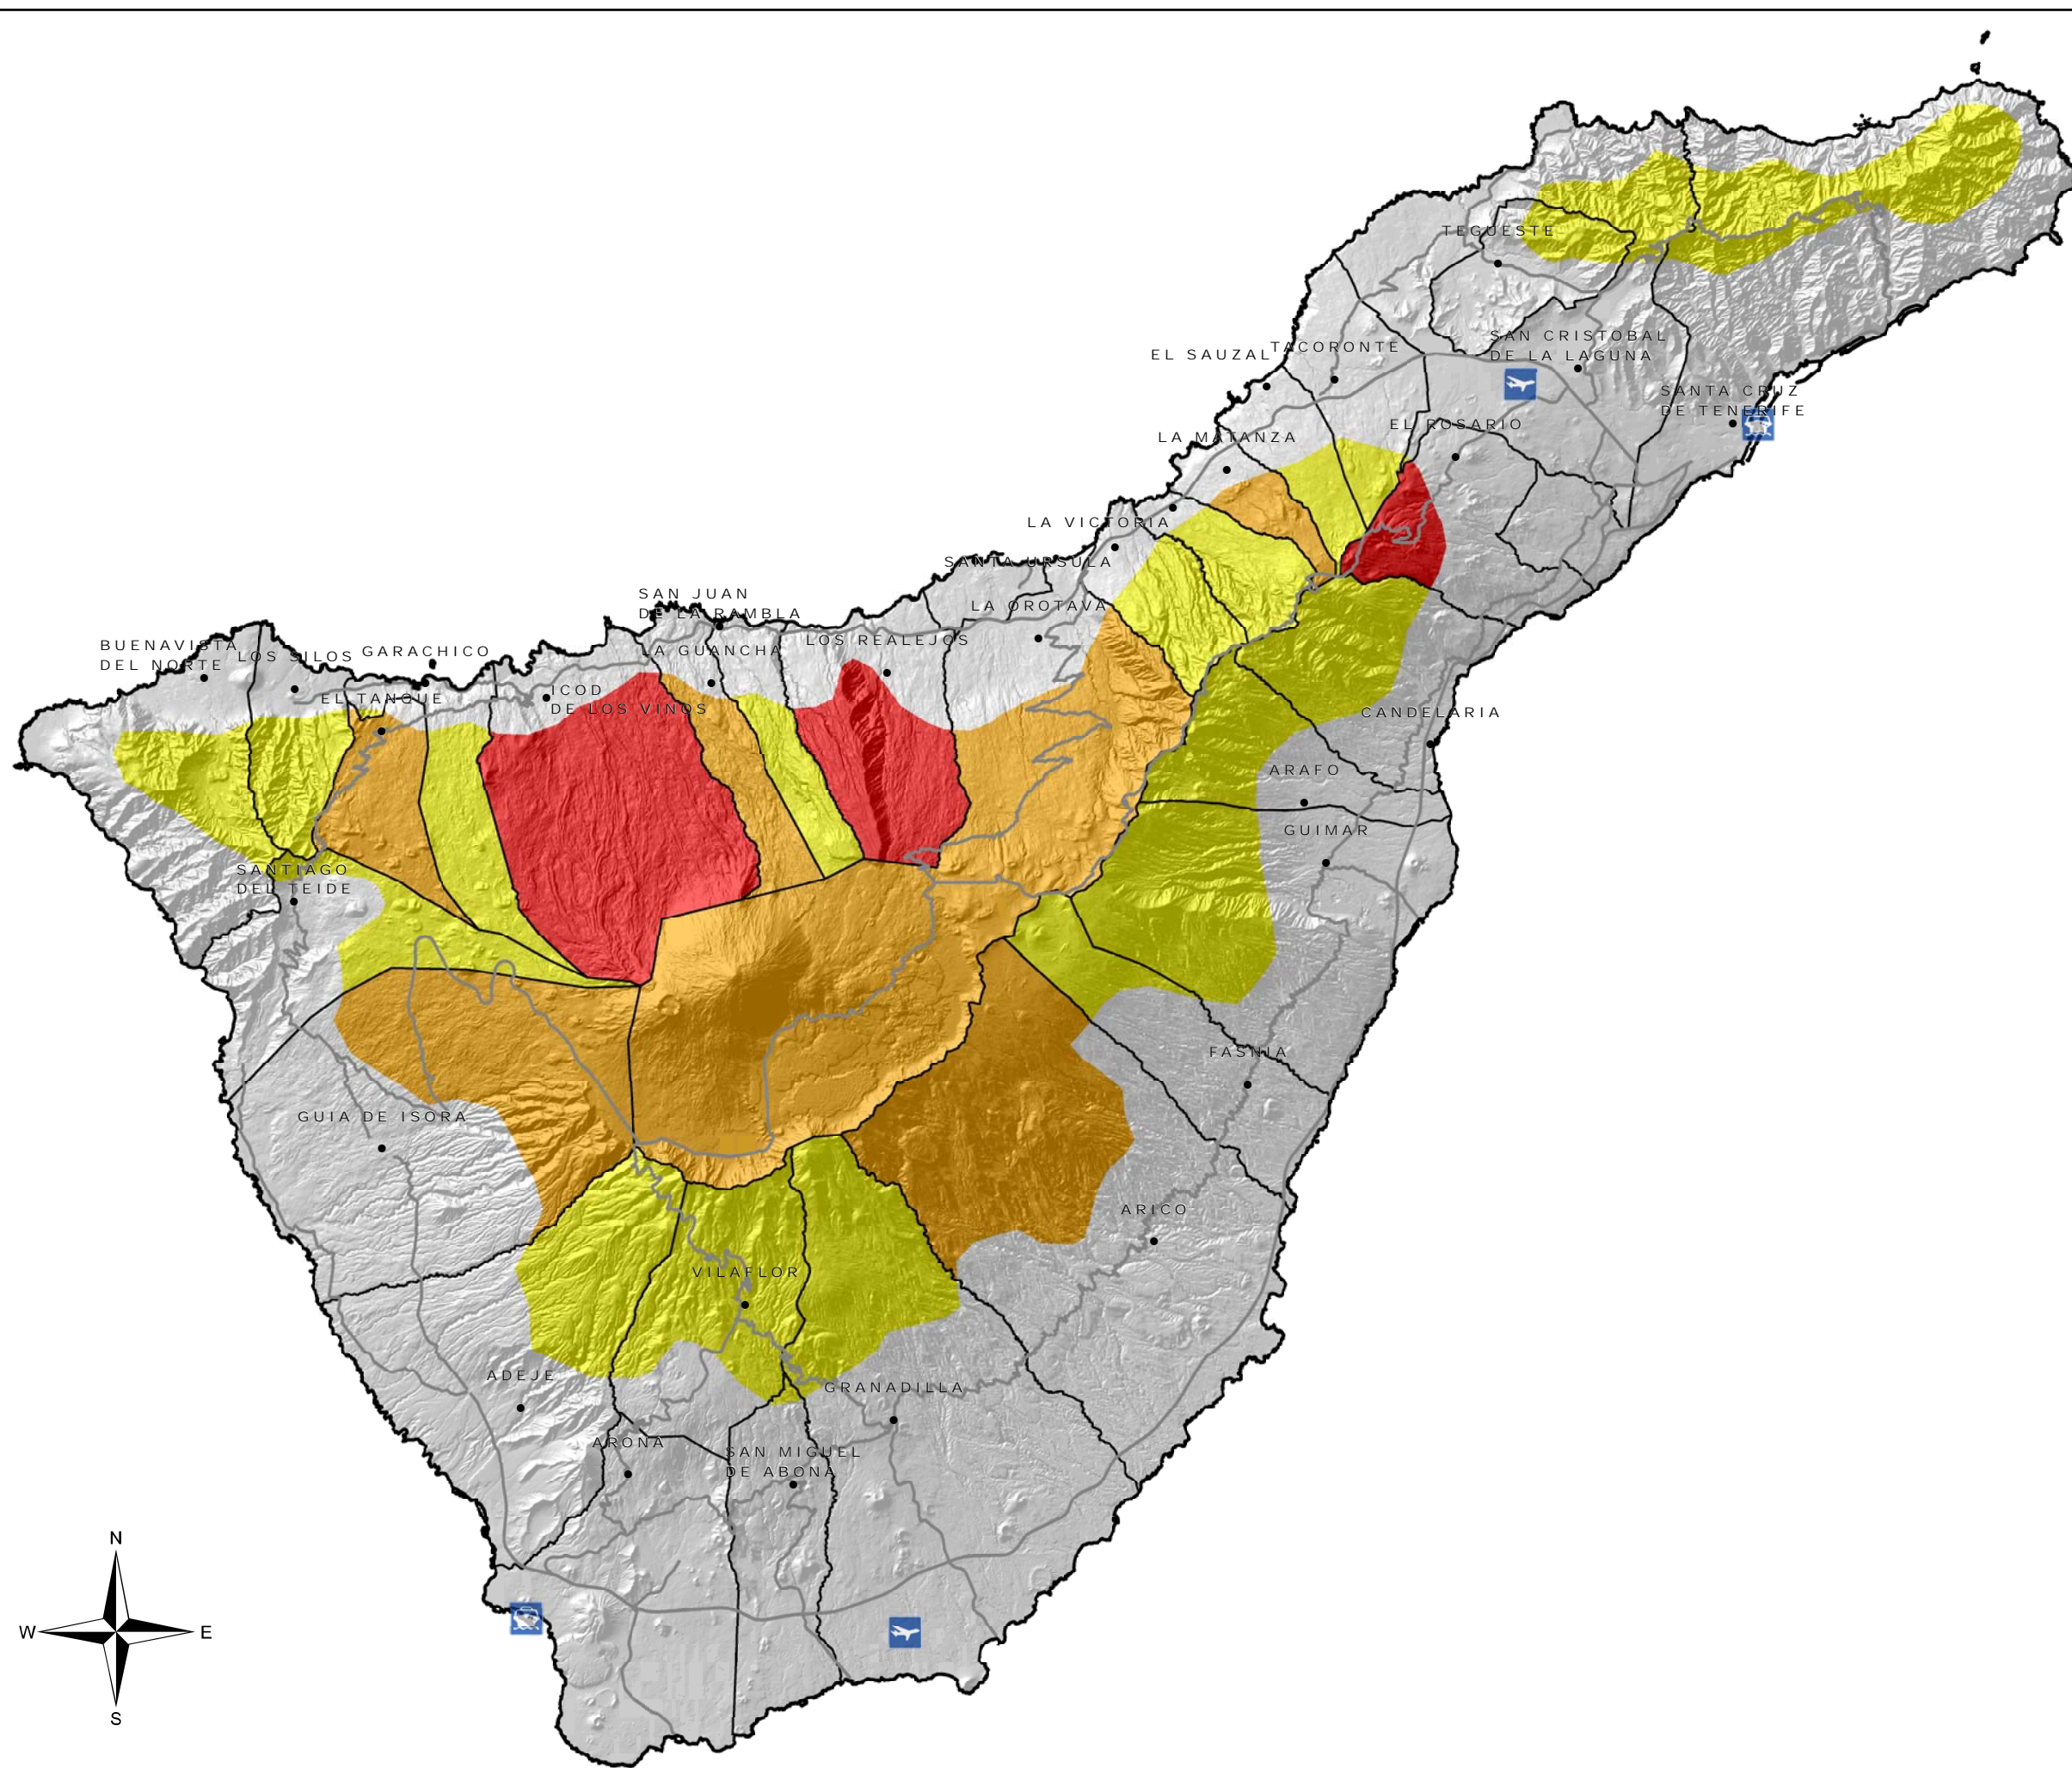 TEGUESTE
SAN CRISTOBAL
DE LA LAGUNA
EL SAUZAL
TACORONTE
SANTA CRUZ
DE TENERIFE
EL ROSARIO
LA MATANZA
LA VICTORIA
SANTA URSULA
SAN JUAN
DE LA RAMBLA
LA OROTAVA
LOS REALEJOS
LA GUANCHA
BUENAVISTA
DEL NORTE
LOS SILOS
GARACHICO
EL TANQUE
ICOD
DE LOS VINOS
CANDELARIA
ARAFO
GUIMAR
SANTIAGO
DEL TEIDE
FASNIA
GUIA DE ISORA
ARICO
VILAFLOR
ADEJE
GRANADILLA
ARONA
SAN MIGUEL
DE ABONA
N
W
E
S